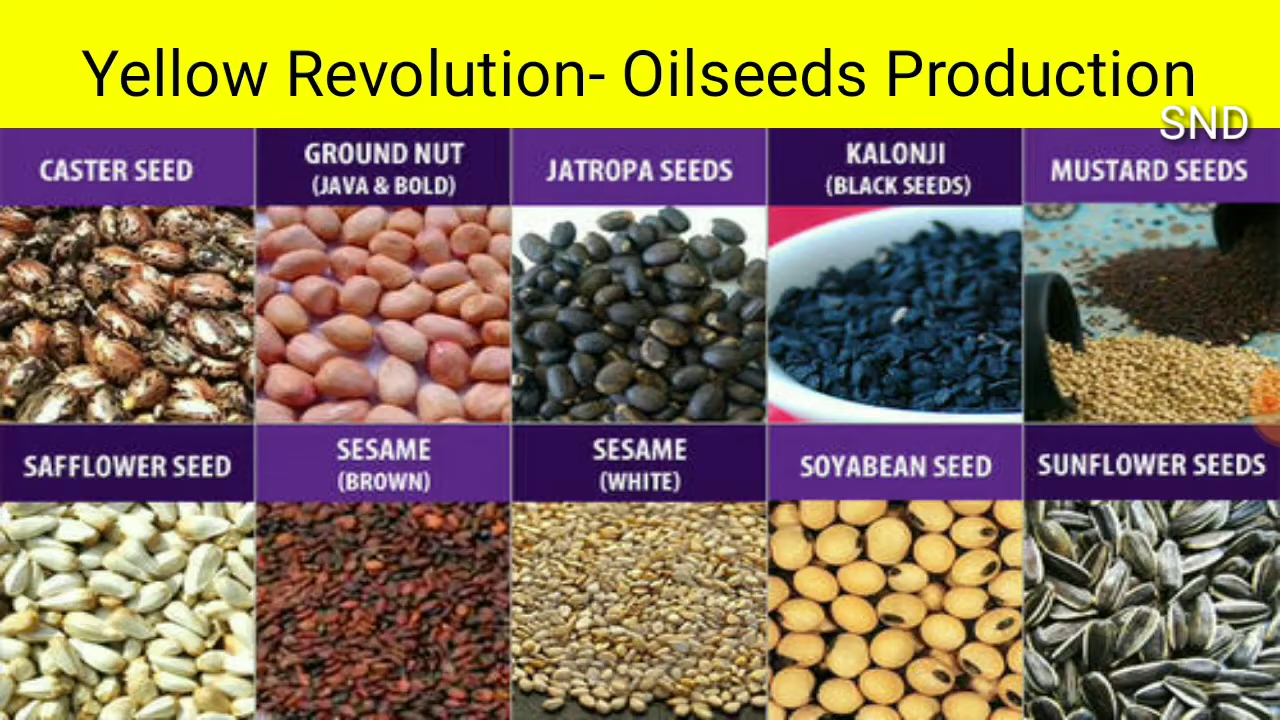 Yellow Revolution- Oilseeds Production
SND
CASTER SEED
GROUND NUT
(JAVA & BOLD)
JATROPA SEEDS
KALONJI
(BLACK SEEDS)
MUSTARD SEEDS
SAFFLOWER SEED
SESAME
(BROWN)
SESAME
(WHITE)
SOYABEAN SEED
SUNFLOWER SEEDS